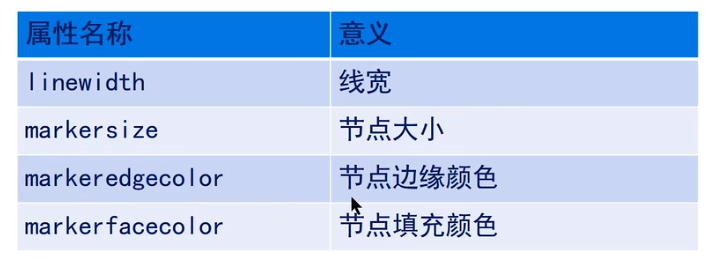 属性名称 意义
linewidth 线宽
markersize 节点大小
markeredgecolor 节点边缘颜色
markerfacecolor 节点填充颜色